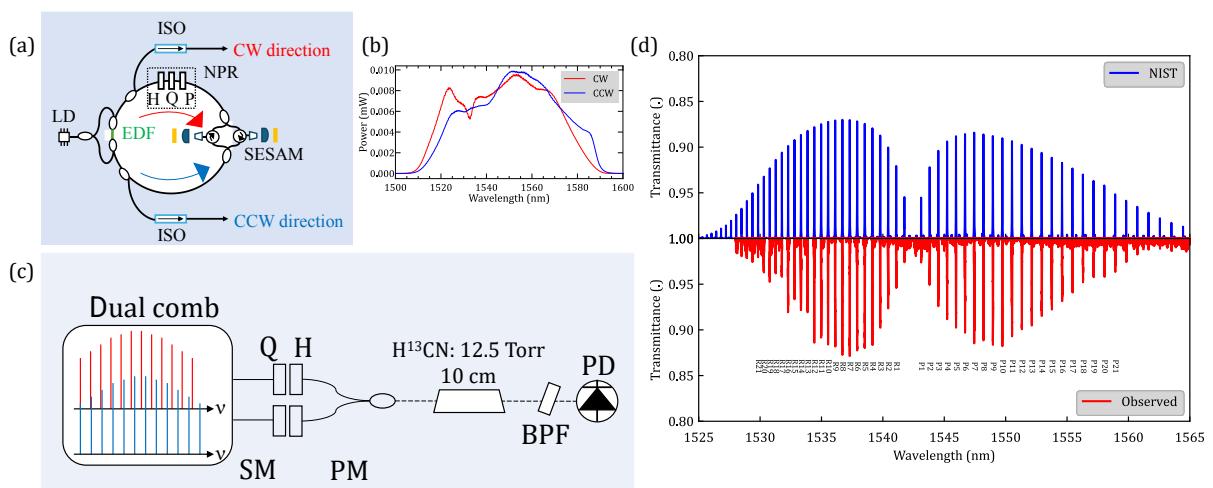 (a)
ISO
CW direction
NPR
H Q P
LD
EDF
SESAM
CCW direction
ISO
(b)
0.010
0.008
0.006
0.004
0.002
0.000
Power (mW)
CW
CCW
1500
1520
1540
1560
1580
1600
Wavelength (nm)
(c)
Dual comb
ν
ν
Q H
SM
PM
H¹³CN: 12.5 Torr
10 cm
BPF
PD
(d)
0.80
0.85
0.90
0.95
1.00
0.95
0.90
0.85
0.80
Transmittance (.)
Transmittance (.)
NIST
Observed
R11
R10
R9
R8
R7
R6
R5
R4
R3
R2
R1
P1
P2
P3
P4
P5
P6
P7
P8
P9
P10
P11
P12
P13
P14
P15
P16
P17
P18
P19
P20
P21
1525
1530
1535
1540
1545
1550
1555
1560
1565
Wavelength (nm)